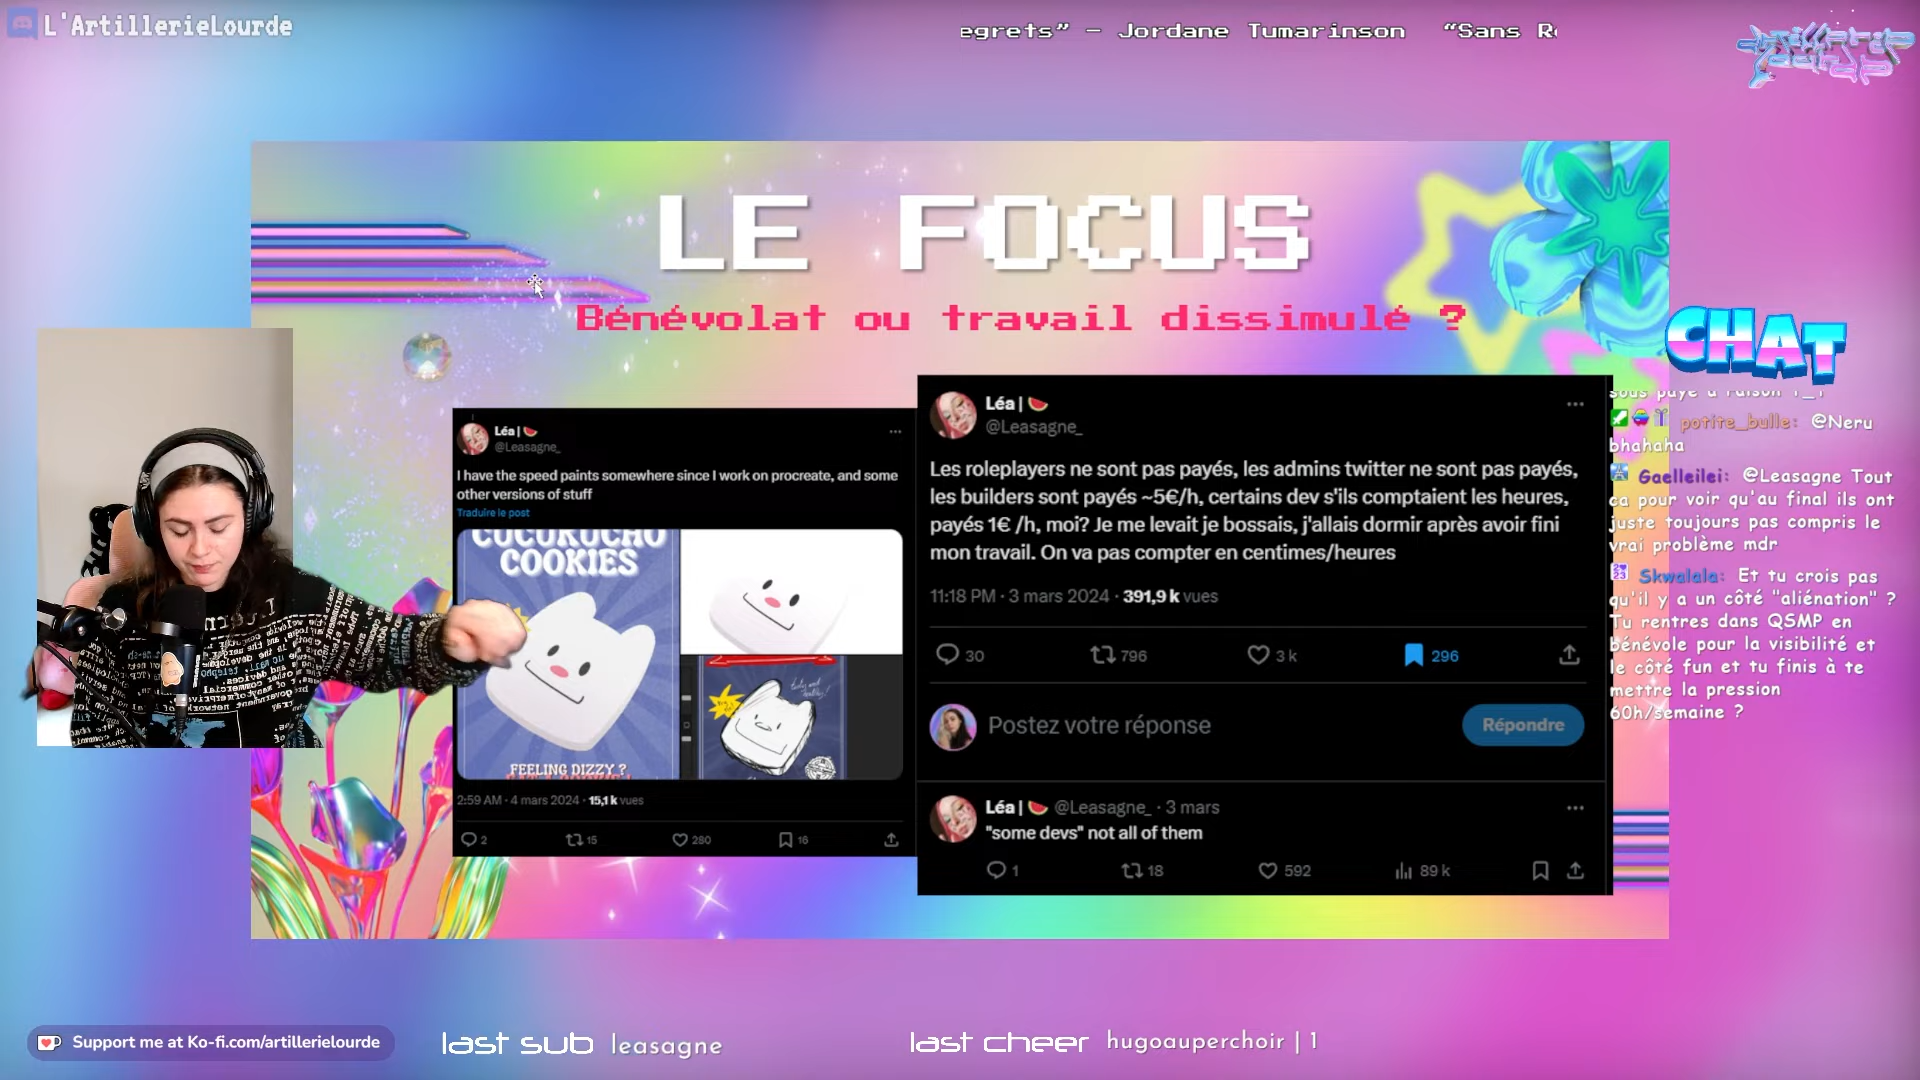 L'ArtillerieLourde
egrets” – Jordane Tumarinson “Sans Re
LE FOCUS
Bénévolat ou travail dissimulé ?
Léa | 🍉
@Leasagne_
I have the speed paints somewhere since I work on procreate, and some
other versions of stuff
Traduire le post
CUCURUCHO
COOKIES
FEELING DIZZY ?
2:59 AM · 4 mars 2024 · 15,1 k vues
2 15 280 16
Léa | 🍉
@Leasagne_
Les roleplayers ne sont pas payés, les admins twitter ne sont pas payés,
les builders sont payés ~5€/h, certains dev s'ils comptaient les heures,
payés 1€ /h, moi? Je me levait je bossais, j'allais dormir après avoir fini
mon travail. On va pas compter en centimes/heures
11:18 PM · 3 mars 2024 · 391,9 k vues
30 796 3 k 296
Postez votre réponse
Répondre
Léa | 🍉 @Leasagne_ · 3 mars
"some devs" not all of them
1 18 592 89 k
CHAT
sous payé à raison T_T
potite_bulle: @Neru
bhahaha
Gaelleilei: @Leasagne Tout
ça pour voir qu'au final ils ont
juste toujours pas compris le
vrai problème mdr
Skwalala: Et tu crois pas
qu'il y a un côté "aliénation" ?
Tu rentres dans QSMP en
bénévole pour la visibilité et
le côté fun et tu finis à te
mettre la pression
60h/semaine ?
Support me at Ko-fi.com/artillerielourde
last sub leasagne
last cheer hugoauperchoir | 1